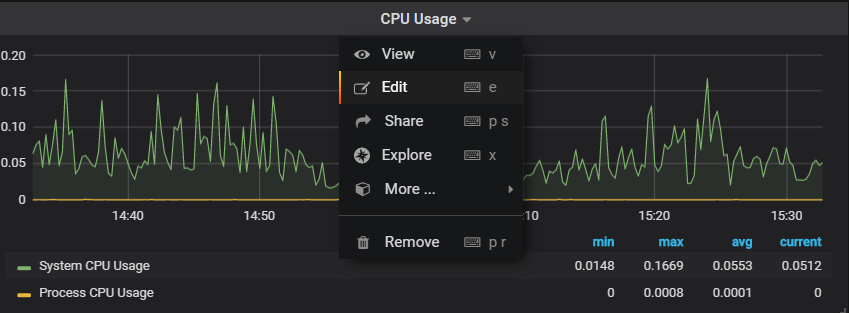 CPU Usage
0.20
View v
0.15
Edit e
0.10
Share p s
Explore x
0.05
More ...
0
14:40 14:50 :10 15:20 15:30
Remove p r
min max avg current
System CPU Usage 0.0148 0.1669 0.0553 0.0512
Process CPU Usage 0 0.0008 0.0001 0